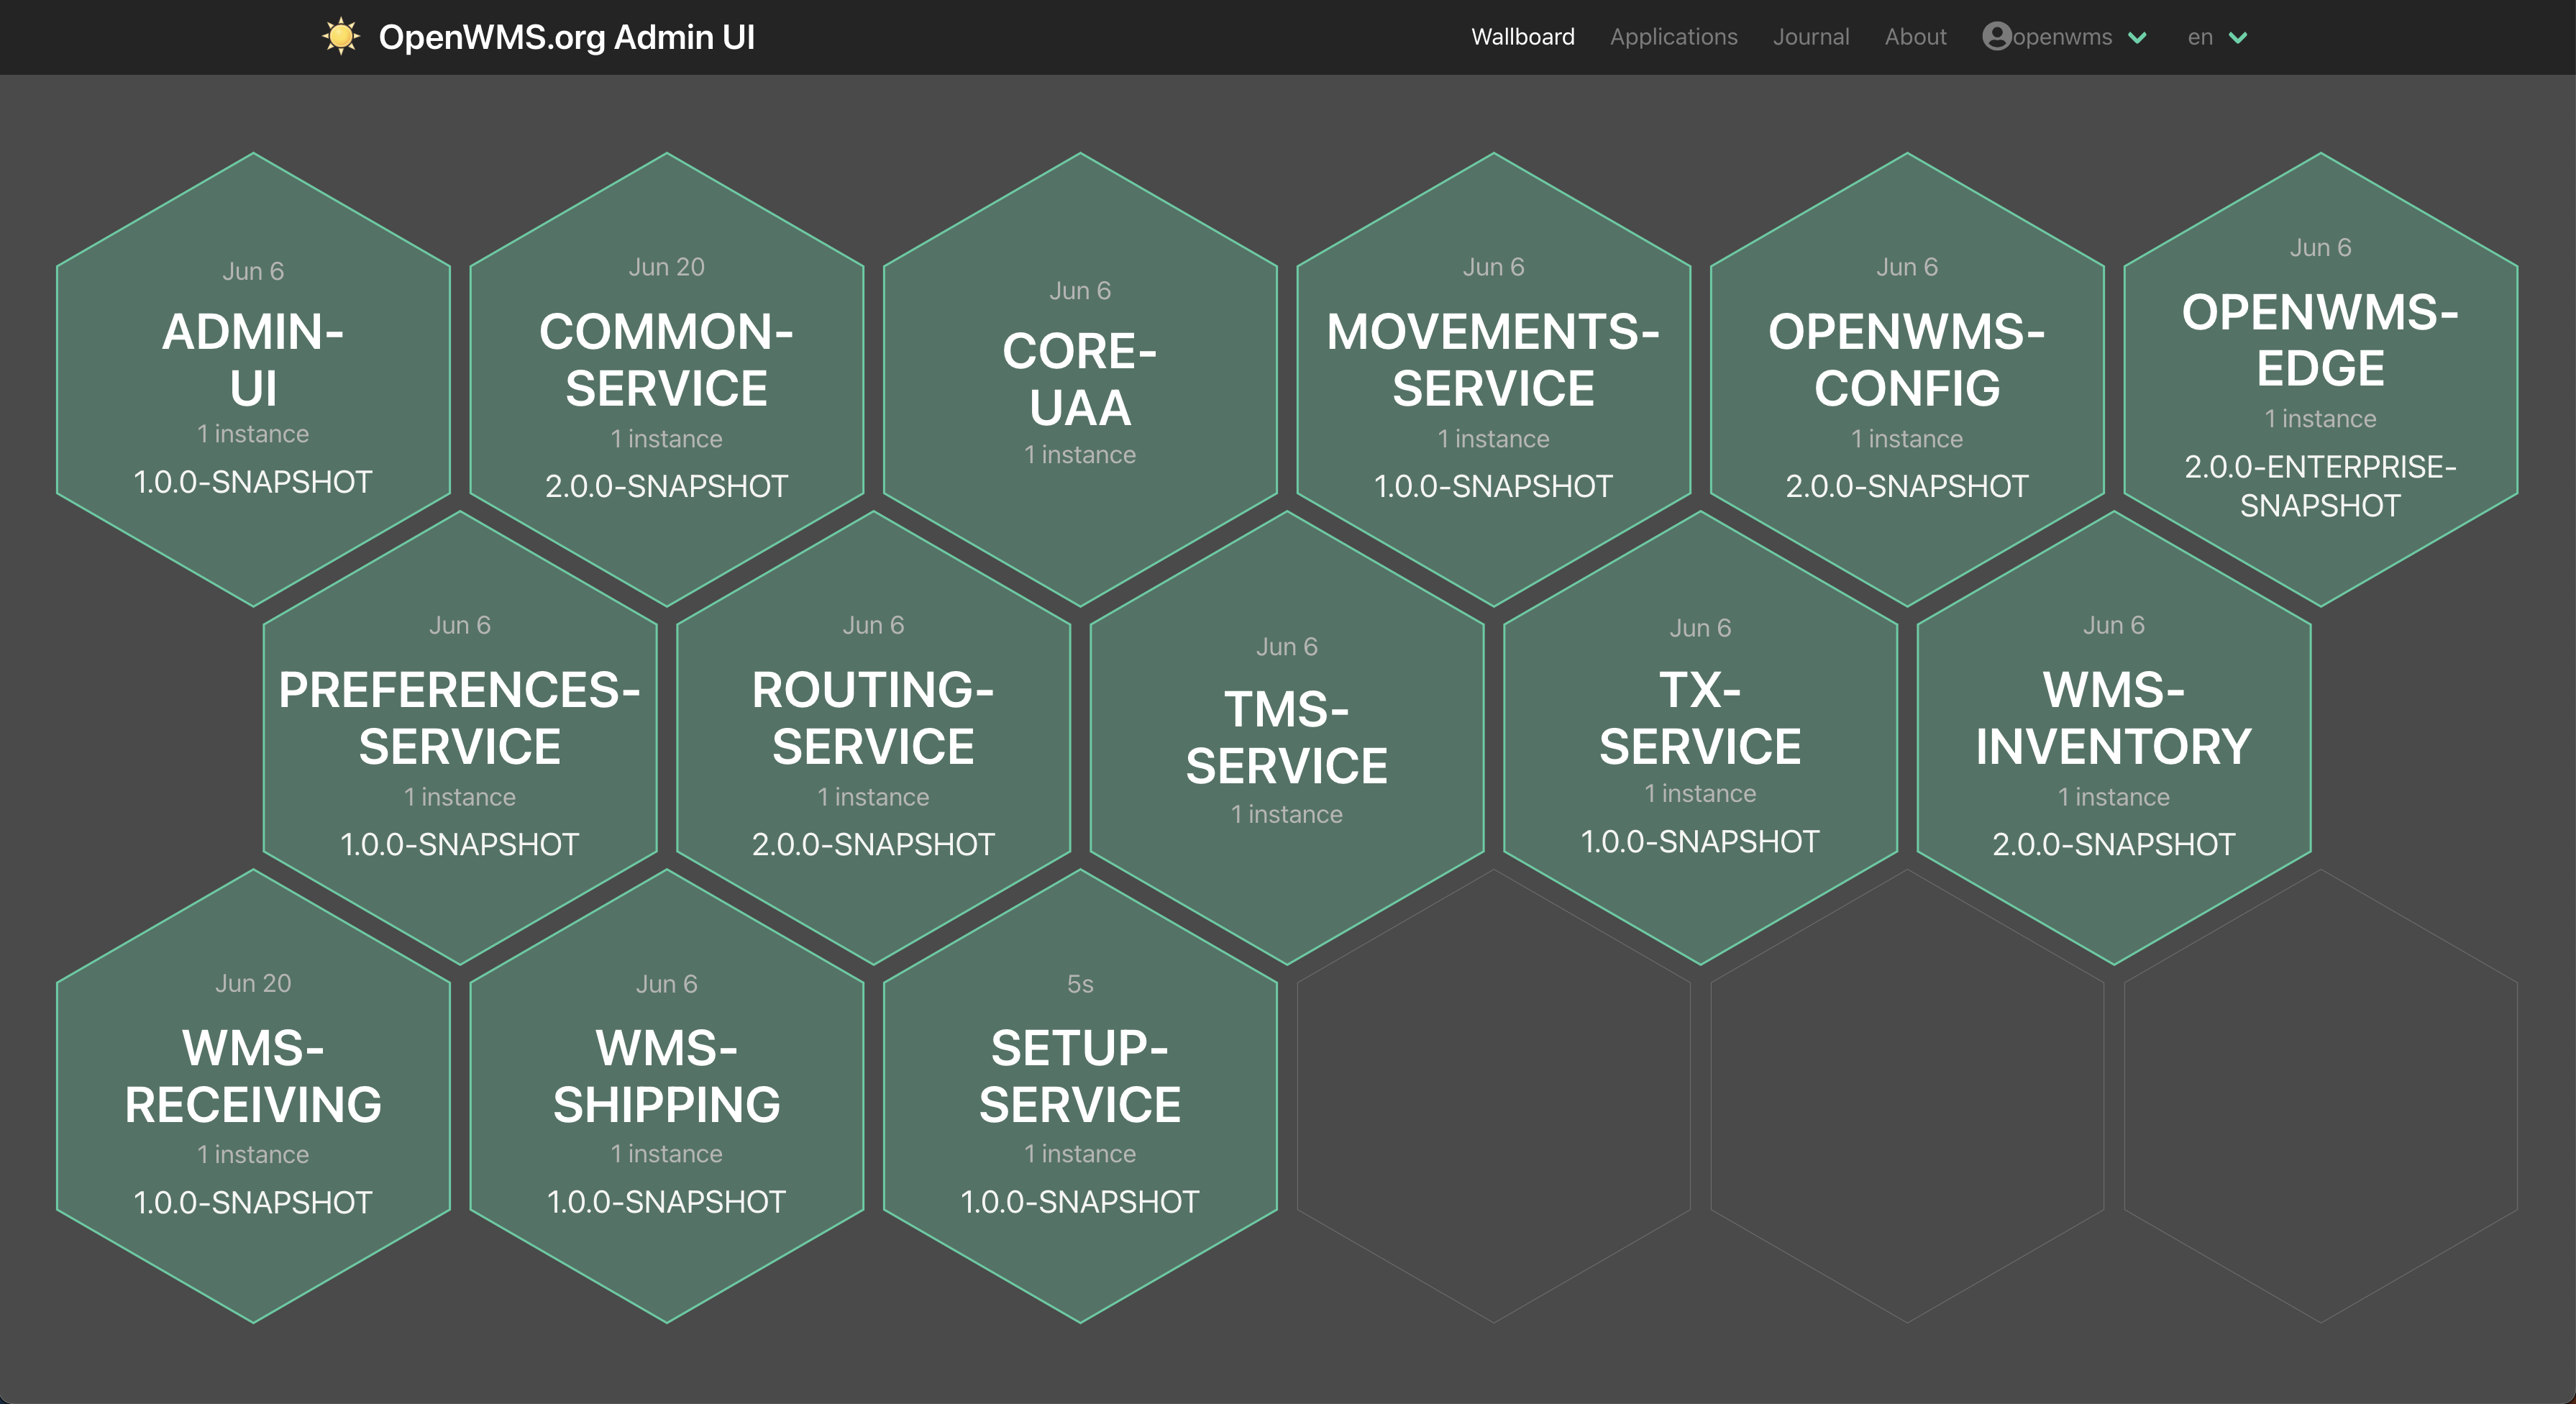 OpenWMS.org Admin UI
Wallboard
Applications
Journal
About
openwms
en
Jun 6
ADMIN-
UI
1 instance
1.0.0-SNAPSHOT
Jun 20
COMMON-
SERVICE
1 instance
2.0.0-SNAPSHOT
Jun 6
CORE-
UAA
1 instance
Jun 6
MOVEMENTS-
SERVICE
1 instance
1.0.0-SNAPSHOT
Jun 6
OPENWMS-
CONFIG
1 instance
2.0.0-SNAPSHOT
Jun 6
OPENWMS-
EDGE
1 instance
2.0.0-ENTERPRISE-
SNAPSHOT
Jun 6
PREFERENCES-
SERVICE
1 instance
1.0.0-SNAPSHOT
Jun 6
ROUTING-
SERVICE
1 instance
2.0.0-SNAPSHOT
Jun 6
TMS-
SERVICE
1 instance
Jun 6
TX-
SERVICE
1 instance
1.0.0-SNAPSHOT
Jun 6
WMS-
INVENTORY
1 instance
2.0.0-SNAPSHOT
Jun 20
WMS-
RECEIVING
1 instance
1.0.0-SNAPSHOT
Jun 6
WMS-
SHIPPING
1 instance
1.0.0-SNAPSHOT
5s
SETUP-
SERVICE
1 instance
1.0.0-SNAPSHOT